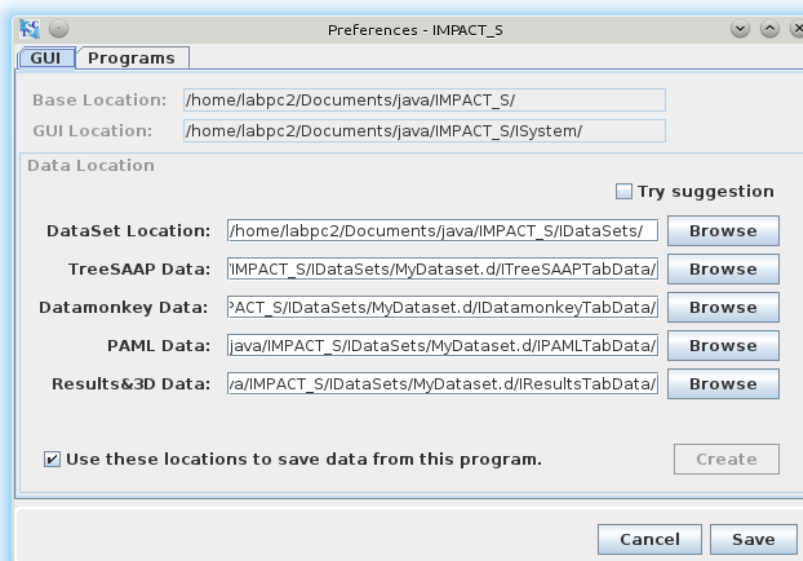 Preferences - IMPACT_S
GUI Programs
Base Location: /home/labpc2/Documents/java/IMPACT_S/
GUI Location: /home/labpc2/Documents/java/IMPACT_S/ISystem/
Data Location
Try suggestion
DataSet Location: /home/labpc2/Documents/java/IMPACT_S/IDataSets/ Browse
TreeSAAP Data: IMPACT_S/IDataSets/MyDataset.d/ITreeSAAPTabData/ Browse
Datamonkey Data: PACT_S/IDataSets/MyDataset.d/IDatamonkeyTabData/ Browse
PAML Data: java/IMPACT_S/IDataSets/MyDataset.d/IPAMLTabData/ Browse
Results&3D Data: va/IMPACT_S/IDataSets/MyDataset.d/IResultsTabData/ Browse
Use these locations to save data from this program. Create
Cancel Save